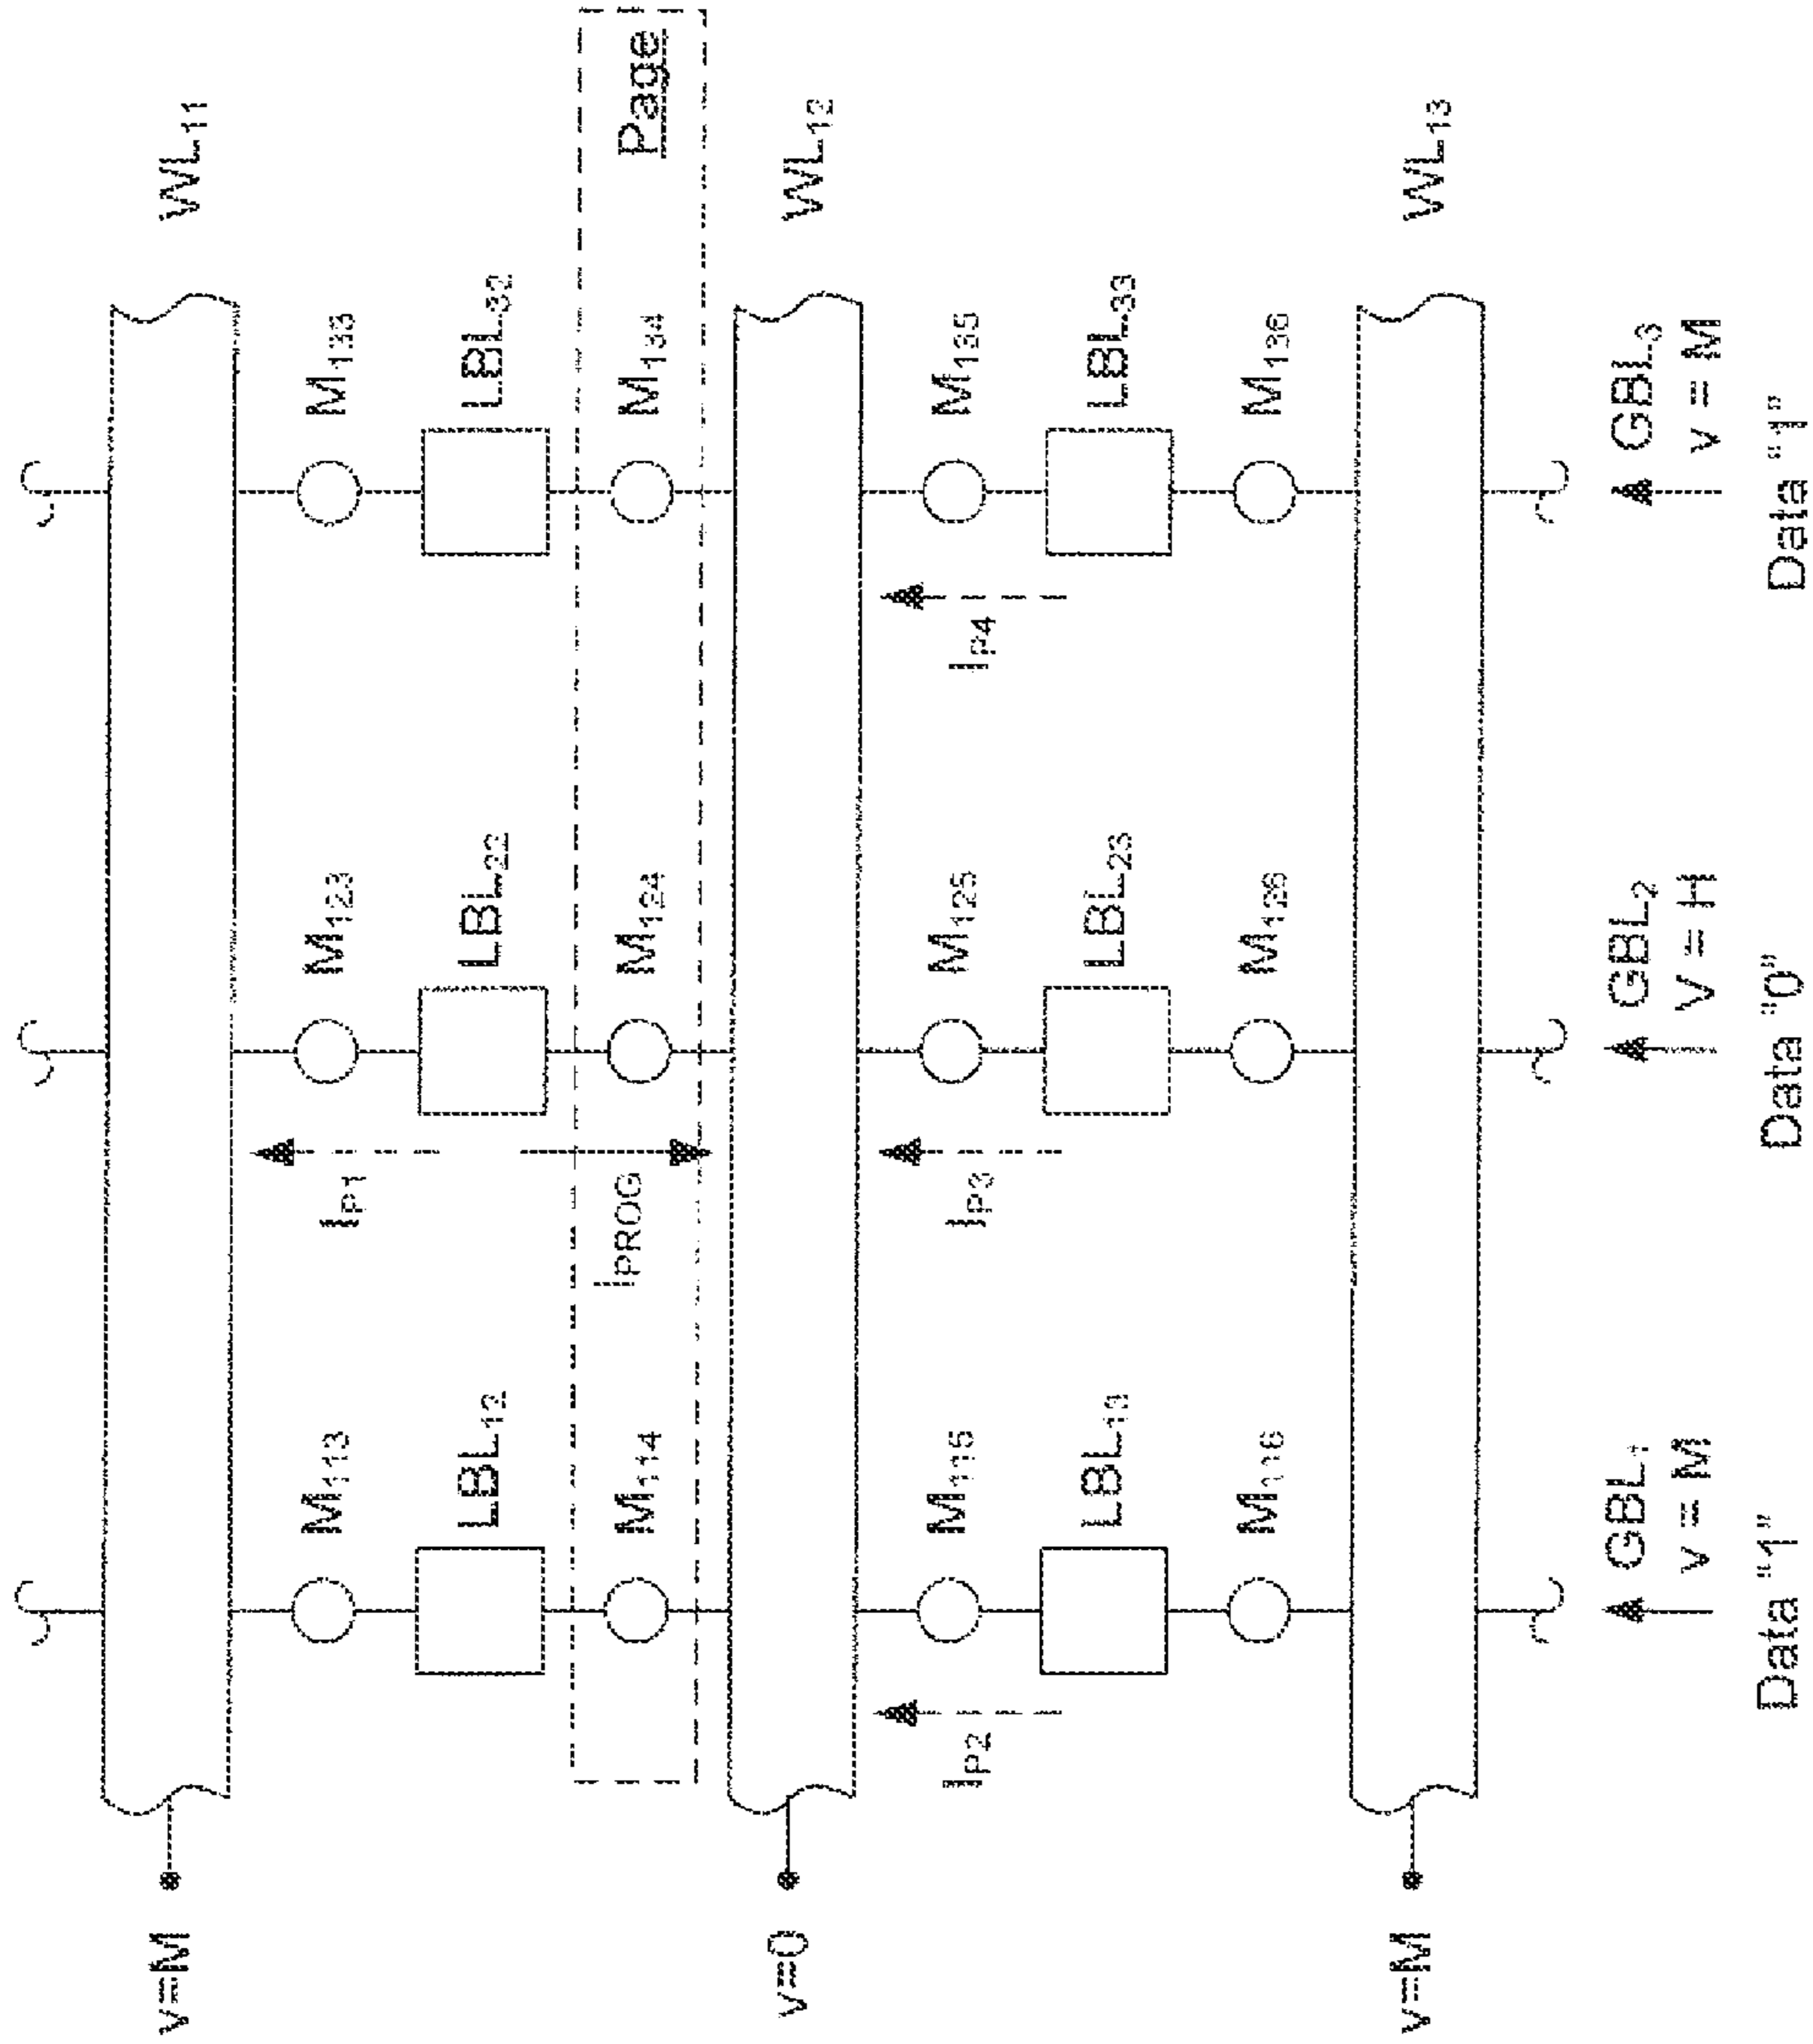 v=M
WL11
M113
M123
M133
LBL12
LBL22
LBL32
IP1
IPROG
M114
M124
M134
Page
v=0
WL12
IP2
M115
IP3
M125
IP4
M135
LBL13
LBL23
LBL33
M116
M126
M136
v=M
WL13
GBL1
v = M
GBL2
V = H
GBL3
v = M
Data "1"
Data "0"
Data "1"